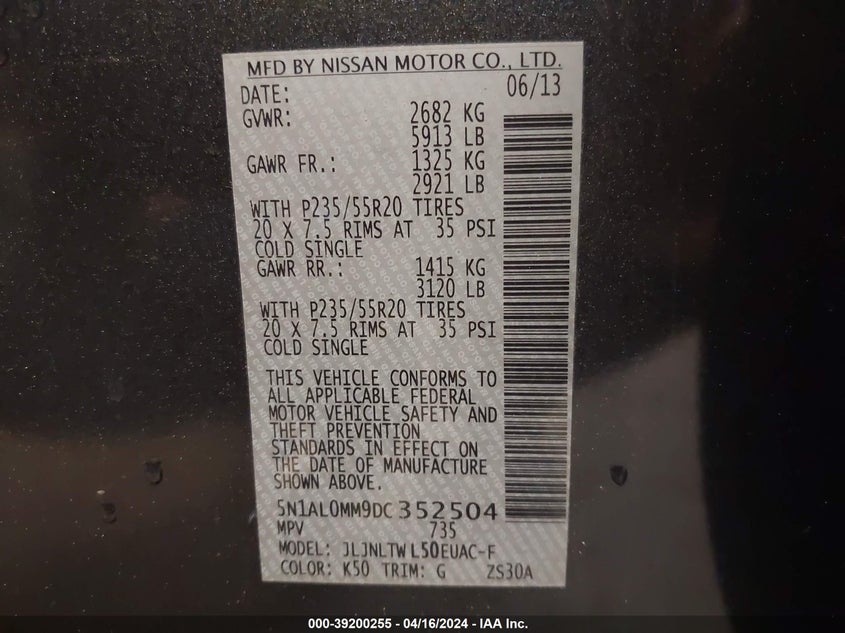 MFD BY NISSAN MOTOR CO., LTD.
DATE: 06/13
GVWR: 2682 KG
5913 LB
GAWR FR.: 1325 KG
2921 LB
WITH P235/55R20 TIRES
20 X 7.5 RIMS AT 35 PSI
COLD SINGLE
GAWR RR.: 1415 KG
3120 LB
WITH P235/55R20 TIRES
20 X 7.5 RIMS AT 35 PSI
COLD SINGLE
THIS VEHICLE CONFORMS TO
ALL APPLICABLE FEDERAL
MOTOR VEHICLE SAFETY AND
THEFT PREVENTION
STANDARDS IN EFFECT ON
THE DATE OF MANUFACTURE
SHOWN ABOVE.
5N1AL0MM9DC352504
MPV 735
MODEL: JLJNLTWL50EUAC-F
COLOR: K50 TRIM: G ZS30A
000-39200255 - 04/16/2024 - IAA Inc.